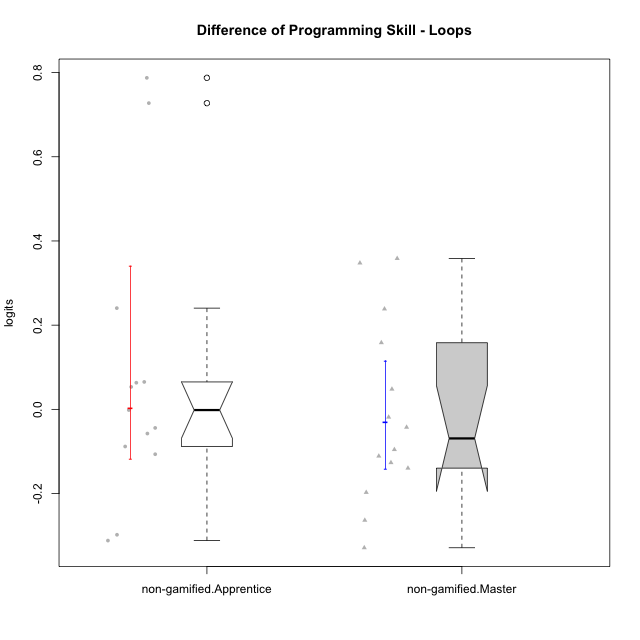 Difference of Programming Skill - Loops
logits
0.8
0.6
0.4
0.2
0.0
-0.2
non-gamified.Apprentice
non-gamified.Master